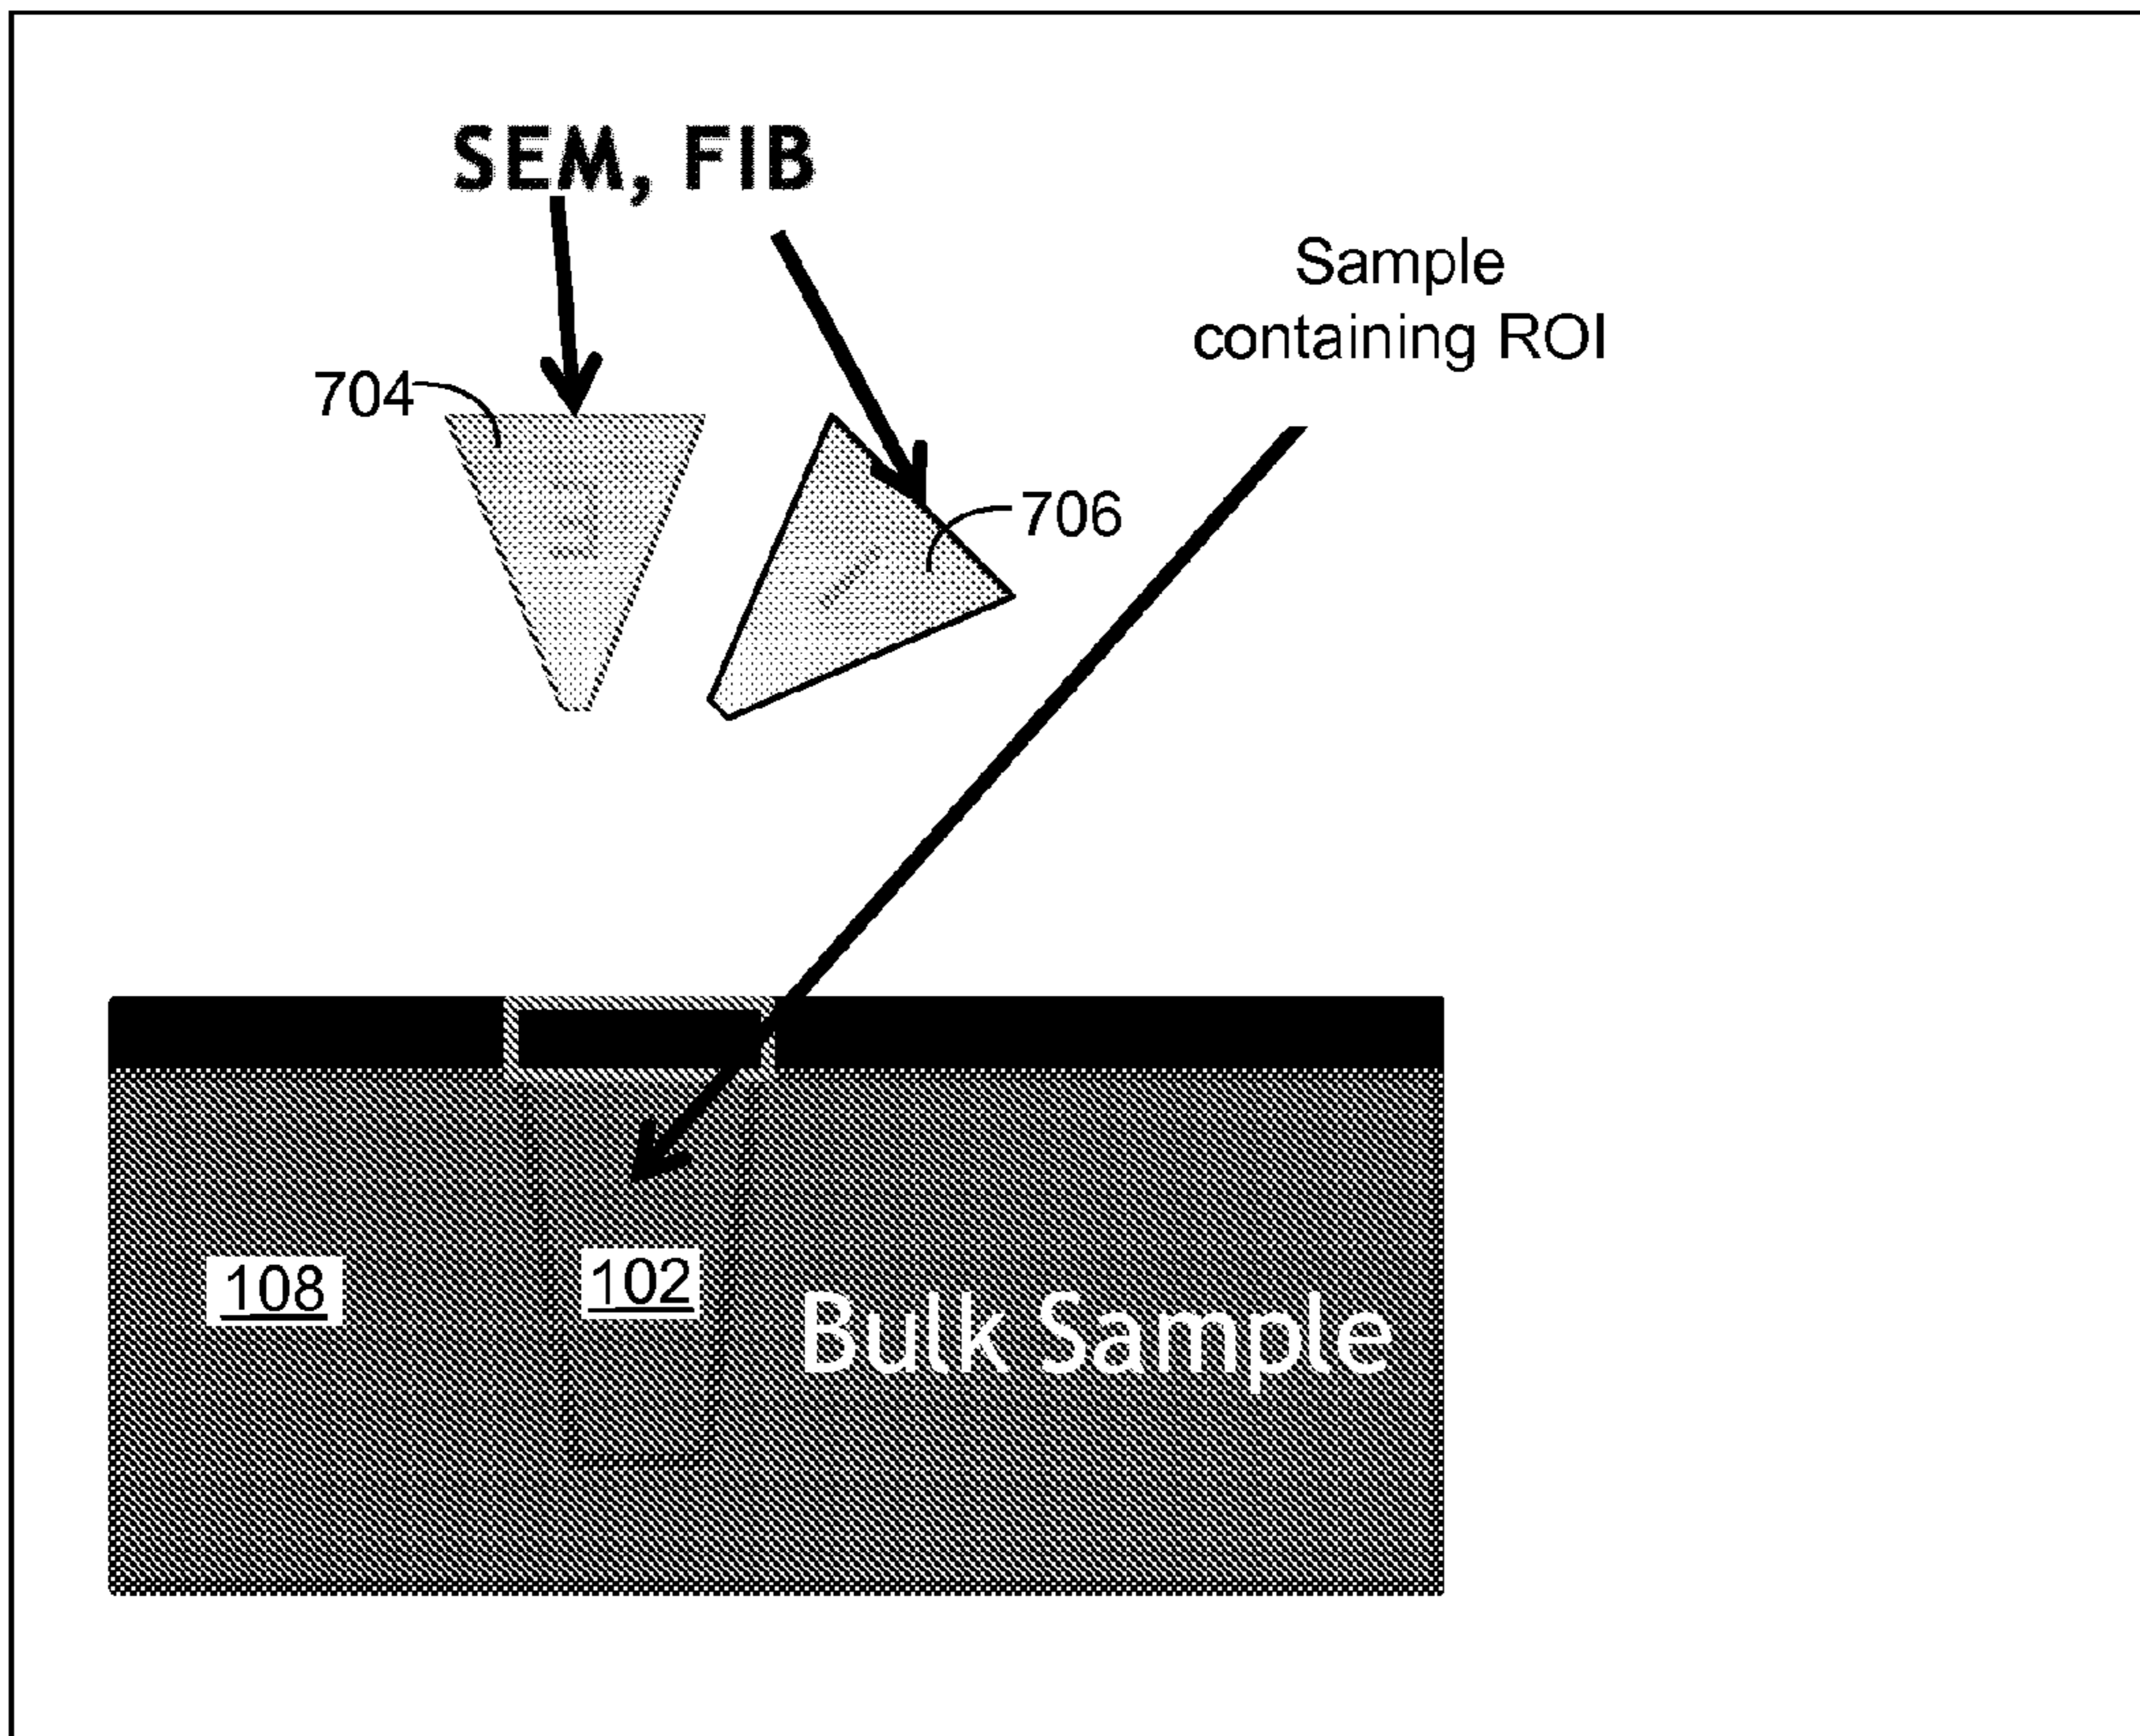 SEM, FIB
Sample
containing ROI
704
706
108
102
Bulk Sample